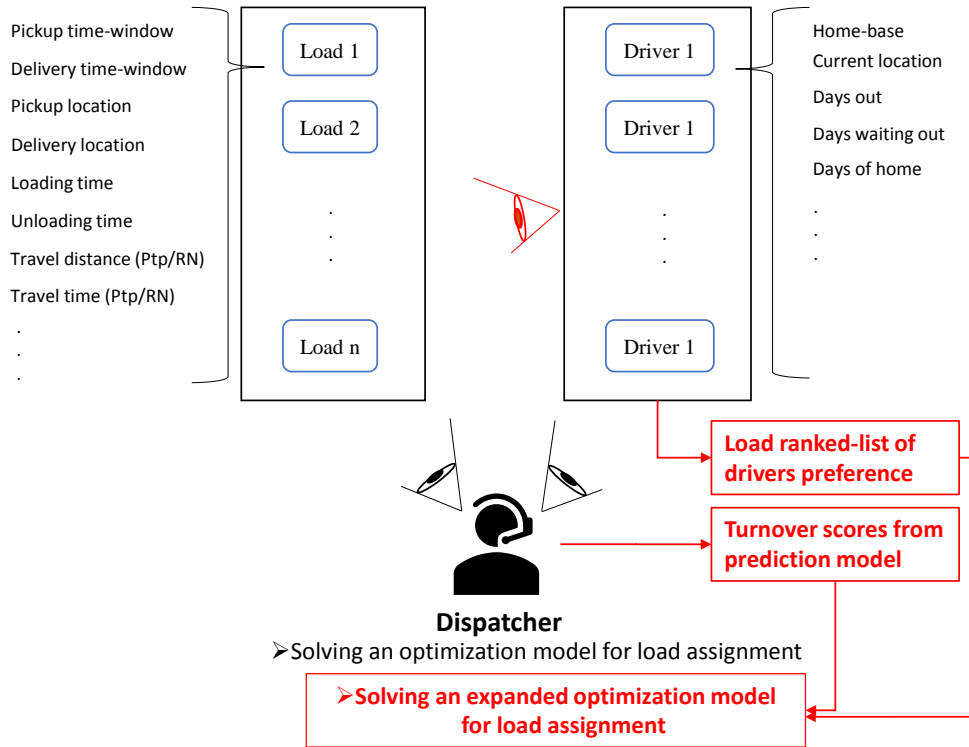 Pickup time-window
Delivery time-window
Pickup location
Delivery location
Loading time
Unloading time
Travel distance (Ptp/RN)
Travel time (Ptp/RN)
.
.
.
Load 1
Load 2
.
.
.
Load n
Driver 1
Driver 1
.
.
.
Driver 1
Home-base
Current location
Days out
Days waiting out
Days of home
.
.
.
Load ranked-list of
drivers preference
Turnover scores from
prediction model
Dispatcher
➢Solving an optimization model for load assignment
➢Solving an expanded optimization model
for load assignment